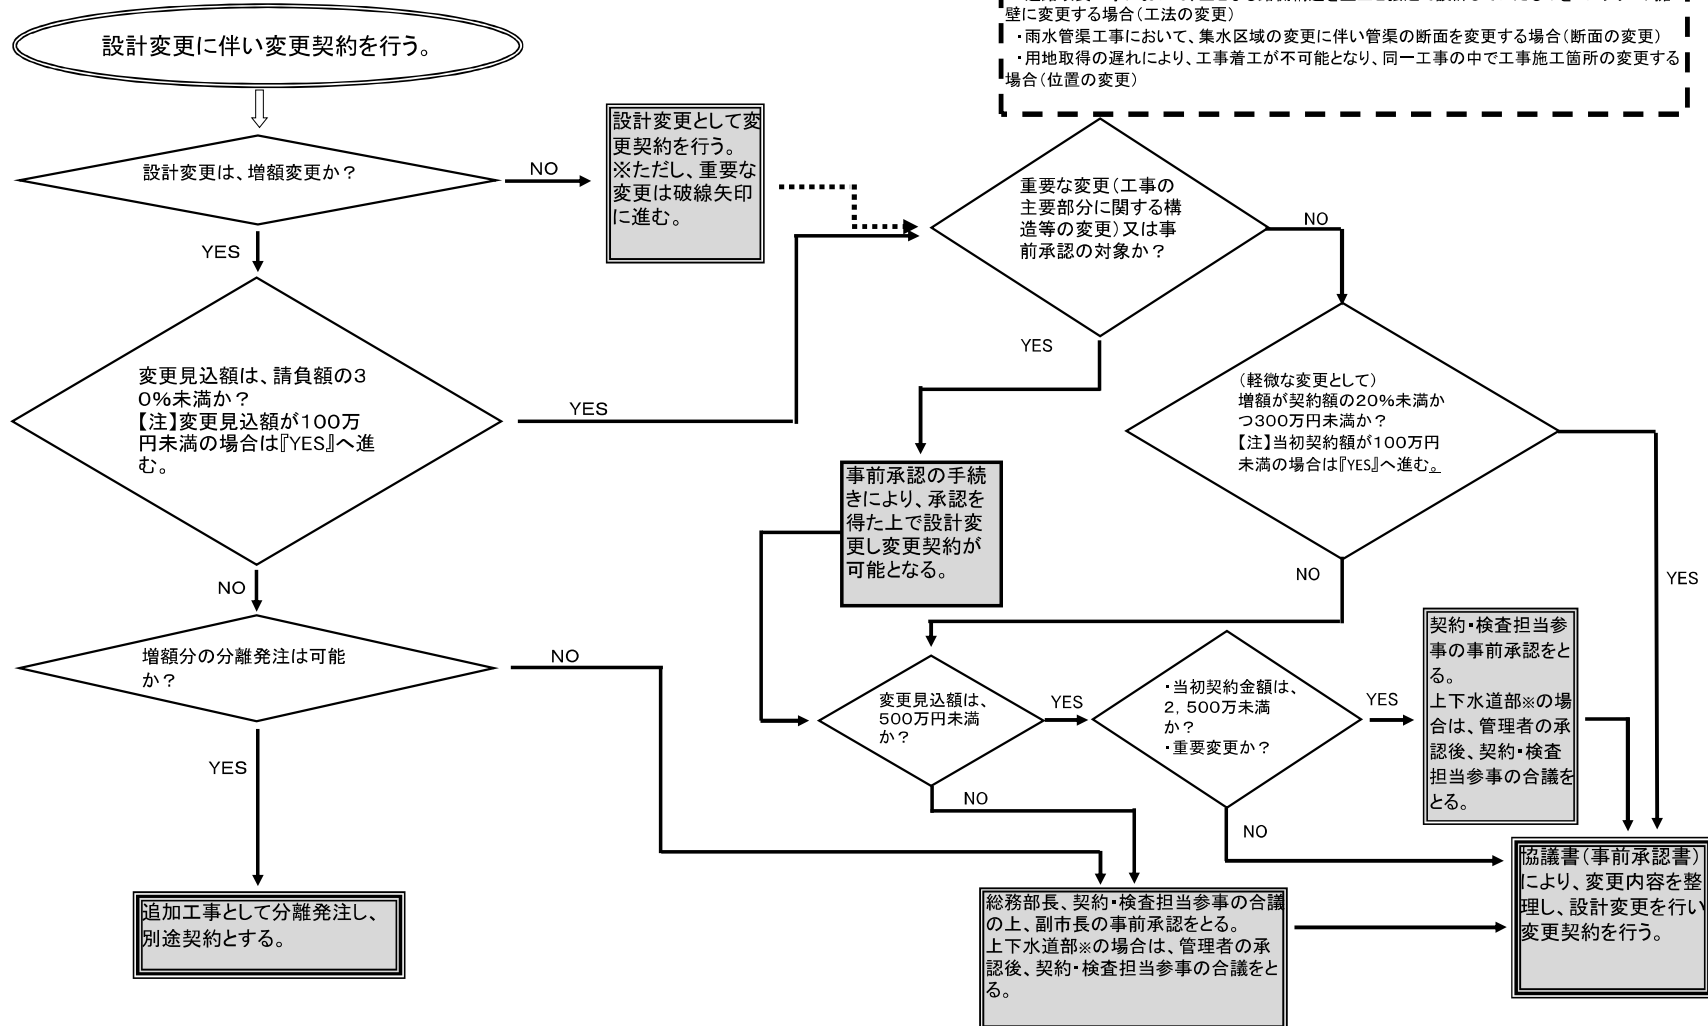 壁に変更する場合(工法の変更)
・雨水管渠工事において、集水区域の変更に伴い管渠の断面を変更する場合(断面の変更)
・用地取得の遅れにより、工事着工が不可能となり、同一工事の中で工事施工箇所の変更する
場合(位置の変更)
設計変更に伴い変更契約を行う。
設計変更は、増額変更か?
NO
設計変更として変
更契約を行う。
※ただし、重要な
変更は破線矢印
に進む。
YES
変更見込額は、請負額の3
0%未満か?
【注】変更見込額が100万
円未満の場合は『YES』へ進
む。
YES
NO
増額分の分離発注は可能
か?
NO
YES
追加工事として分離発注し、
別途契約とする。
重要な変更(工事の
主要部分に関する構
造等の変更)又は事
前承認の対象か?
NO
YES
事前承認の手続
きにより、承認を
得た上で設計変
更し変更契約が
可能となる。
(軽微な変更として)
増額が契約額の20%未満か
つ300万円未満か?
【注】当初契約額が100万円
未満の場合は『YES』へ進む。
NO
YES
変更見込額は、
500万円未満
か?
YES
NO
・当初契約金額は、
2,500万未満
か?
・重要変更か?
YES
NO
契約・検査担当参
事の事前承認をと
る。
上下水道部※の場
合は、管理者の承
認後、契約・検査
担当参事の合議を
とる。
総務部長、契約・検査担当参事の合議
の上、副市長の事前承認をとる。
上下水道部※の場合は、管理者の承
認後、契約・検査担当参事の合議をと
る。
協議書(事前承認書)
により、変更内容を整
理し、設計変更を行い
変更契約を行う。